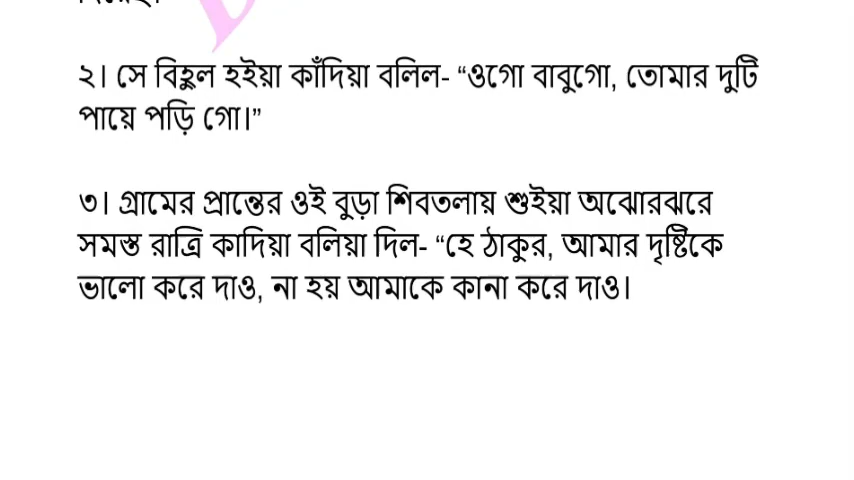 ২। সে বিহ্বল হইয়া কাঁদিয়া বলিল- “ওগো বাবুগো, তোমার দুটি
পায়ে পড়ি গো।”
৩। গ্রামের প্রান্তের ওই বুড়া শিবতলায় শুইয়া অঝোরঝরে
সমস্ত রাত্রি কাদিয়া বলিয়া দিল- “হে ঠাকুর, আমার দৃষ্টিকে
ভালো করে দাও, না হয় আমাকে কানা করে দাও।